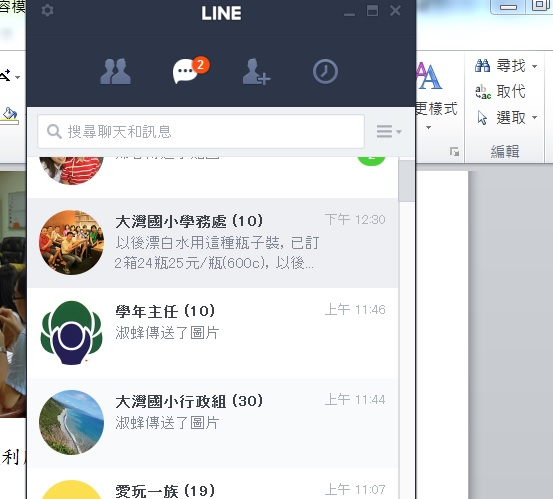 LINE
2
搜尋聊天和訊息
大灣國小學務處 (10)
下午 12:30
以後漂白水用這種瓶子裝, 已訂
2箱24瓶25元/瓶(600c), 以後...
學年主任 (10)
上午 11:46
淑蜂傳送了圖片
大灣國小行政組 (30)
上午 11:44
淑蜂傳送了圖片
愛玩一族 (19)
上午 11:07
尋找
取代
更樣式
選取
編輯
利